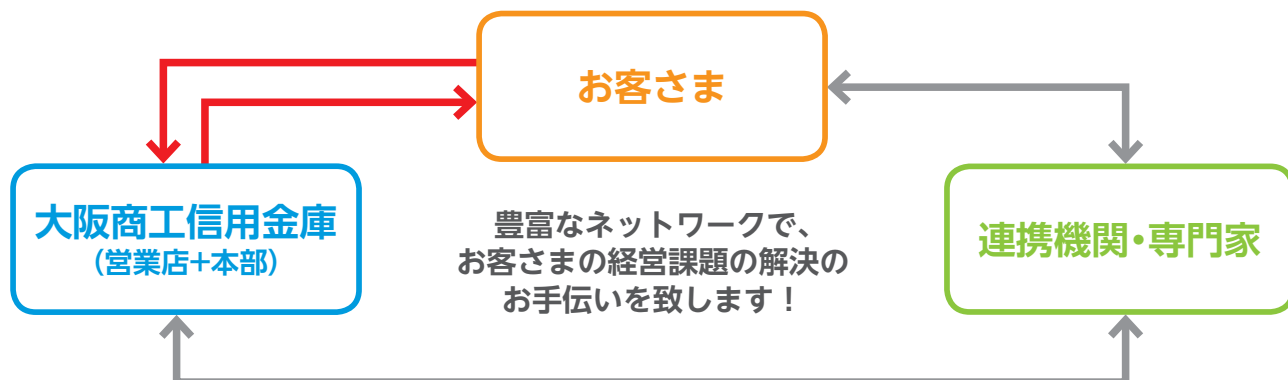 お客さま
大阪商工信用金庫
(営業店+本部)
豊富なネットワークで、
お客さまの経営課題の解決の
お手伝いを致します！
連携機関・専門家